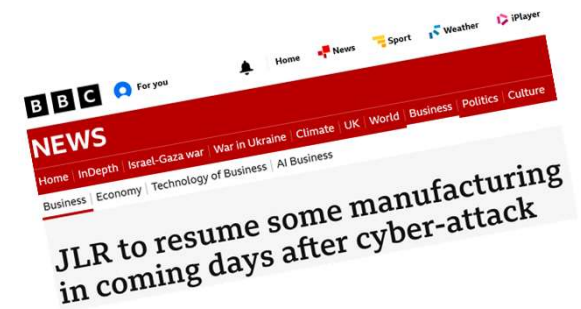 BBC For you Home News Sport Weather iPlayer
NEWS
Home InDepth Israel-Gaza war War in Ukraine Climate UK World Business Politics Culture
Business Economy Technology of Business AI Business
JLR to resume some manufacturing
in coming days after cyber-attack